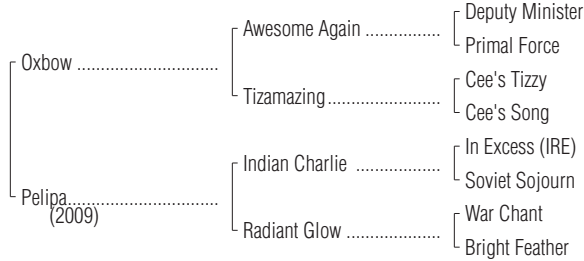 Deputy Minister
Awesome Again ................
Primal Force
Oxbow ..............................
Cee's Tizzy
Tizamazing........................
Cee's Song
In Excess (IRE)
Indian Charlie ..................
Soviet Sojourn
Pelipa................................
(2009)
War Chant
Radiant Glow ....................
Bright Feather